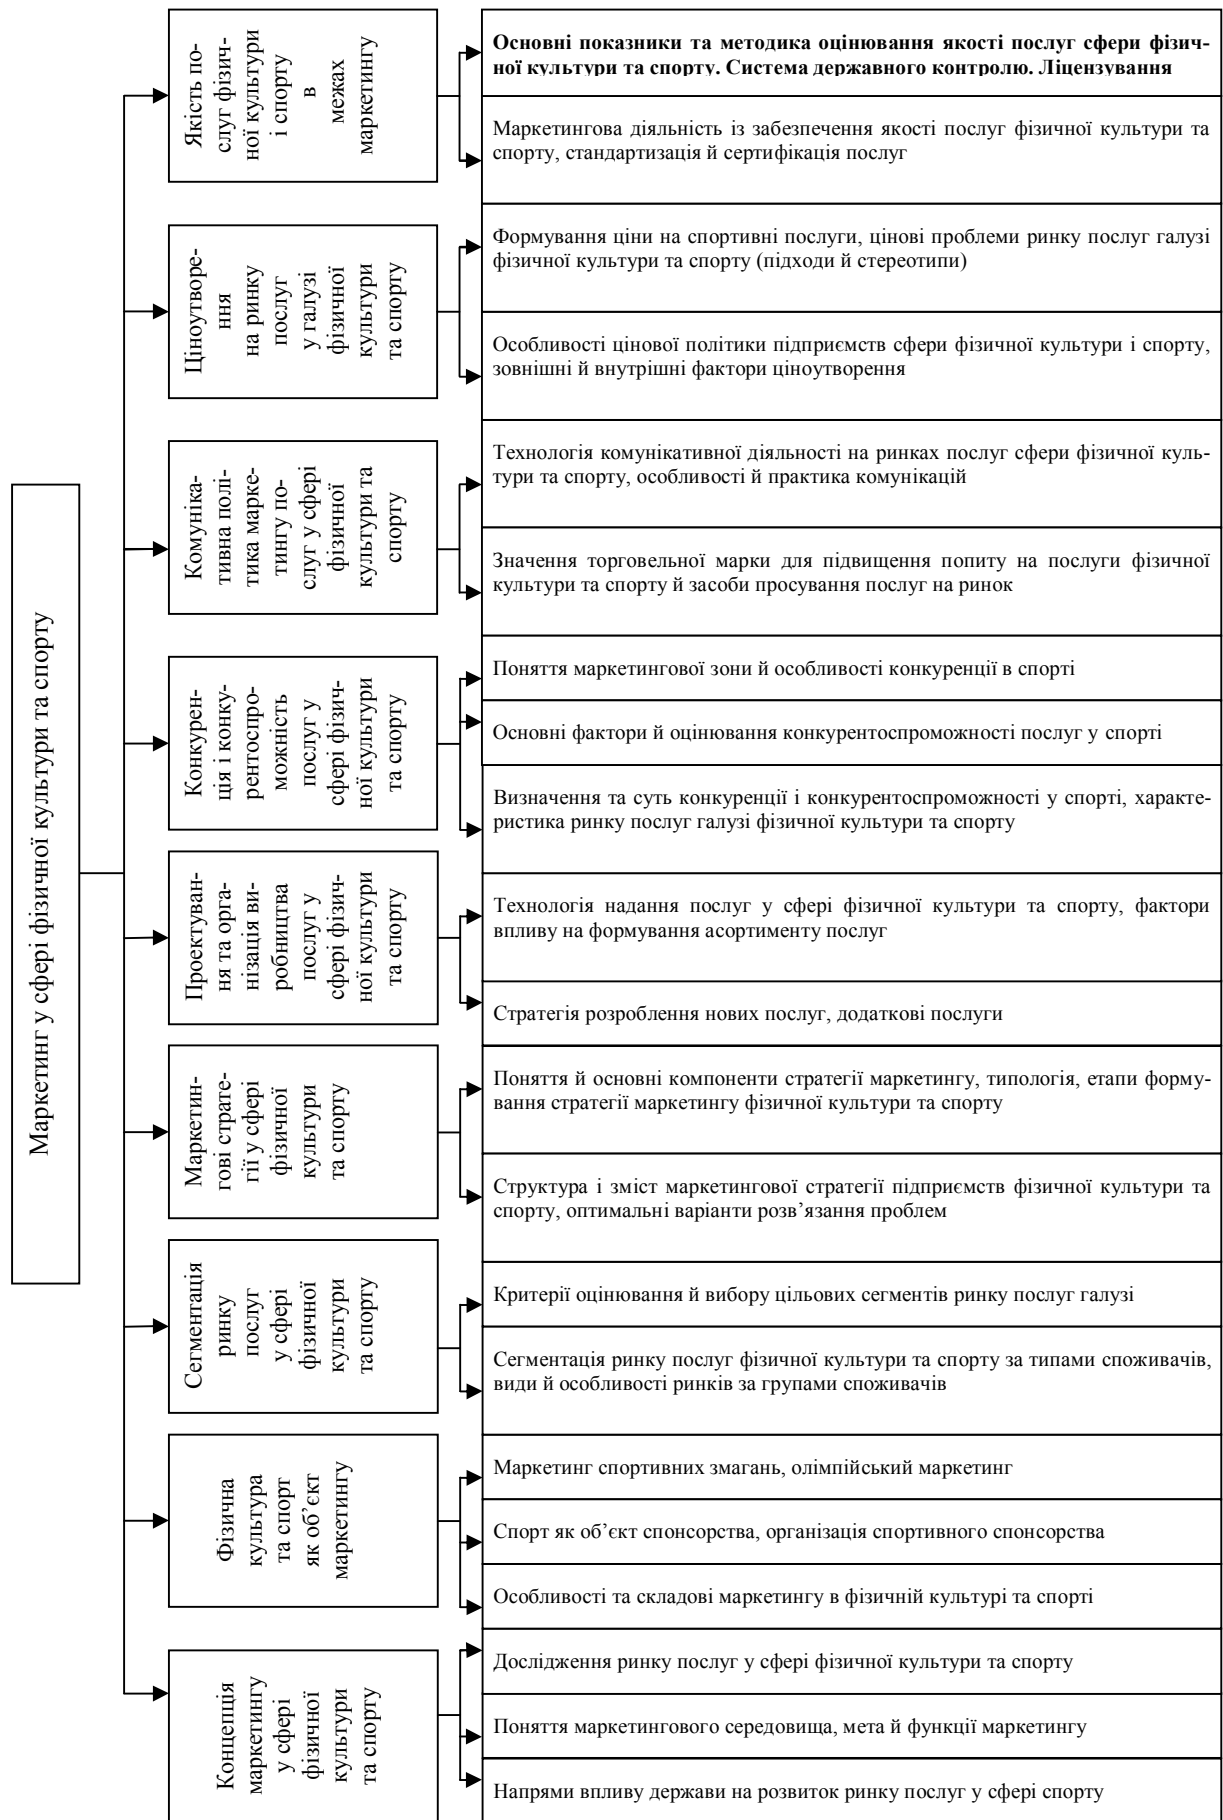 Маркетинг у сфері фізичної культури та спорту
Якість по-
слуг фізич-
ної культури
і спорту
в
межах
маркетингу
Основні показники та методика оцінювання якості послуг сфери фізич-
ної культури та спорту. Система державного контролю. Ліцензування
Маркетингова діяльність із забезпечення якості послуг фізичної культури та
спорту, стандартизація й сертифікація послуг
Ціноутворе-
ння
на ринку
послуг
у галузі
фізичної
культури
та спорту
Формування ціни на спортивні послуги, цінові проблеми ринку послуг галузі
фізичної культури та спорту (підходи й стереотипи)
Особливості цінової політики підприємств сфери фізичної культури і спорту,
зовнішні й внутрішні фактори ціноутворення
Комуніка-
тивна полі-
тика марке-
тингу по-
слуг у сфері
фізичної
культури та
спорту
Технологія комунікативної діяльності на ринках послуг сфери фізичної куль-
тури та спорту, особливості й практика комунікацій
Значення торговельної марки для підвищення попиту на послуги фізичної
культури та спорту й засоби просування послуг на ринок
Конкурен-
ція і конку-
рентоспро-
можність
послуг у
сфері фізич-
ної культури
та спорту
Поняття маркетингової зони й особливості конкуренції в спорті
Основні фактори й оцінювання конкурентоспроможності послуг у спорті
Визначення та суть конкуренції і конкурентоспроможності у спорті, характе-
ристика ринку послуг галузі фізичної культури та спорту
Проектуван-
ня та орга-
нізація ви-
робництва
послуг у
сфері фізич-
ної культури
та спорту
Технологія надання послуг у сфері фізичної культури та спорту, фактори
впливу на формування асортименту послуг
Стратегія розроблення нових послуг, додаткові послуги
Маркетин-
гові страте-
гії у сфері
фізичної
культури
та спорту
Поняття й основні компоненти стратегії маркетингу, типологія, етапи форму-
вання стратегії маркетингу фізичної культури та спорту
Структура і зміст маркетингової стратегії підприємств фізичної культури та
спорту, оптимальні варіанти розв’язання проблем
Сегментація
ринку
послуг
у сфері
фізичної
культури
та спорту
Критерії оцінювання й вибору цільових сегментів ринку послуг галузі
Сегментація ринку послуг фізичної культури та спорту за типами споживачів,
види й особливості ринків за групами споживачів
Фізична
культура
та спорт
як об’єкт
маркетингу
Маркетинг спортивних змагань, олімпійський маркетинг
Спорт як об’єкт спонсорства, організація спортивного спонсорства
Особливості та складові маркетингу в фізичній культурі та спорті
Концепція
маркетингу
у сфері
фізичної
культури
та спорту
Дослідження ринку послуг у сфері фізичної культури та спорту
Поняття маркетингового середовища, мета й функції маркетингу
Напрями впливу держави на розвиток ринку послуг у сфері спорту